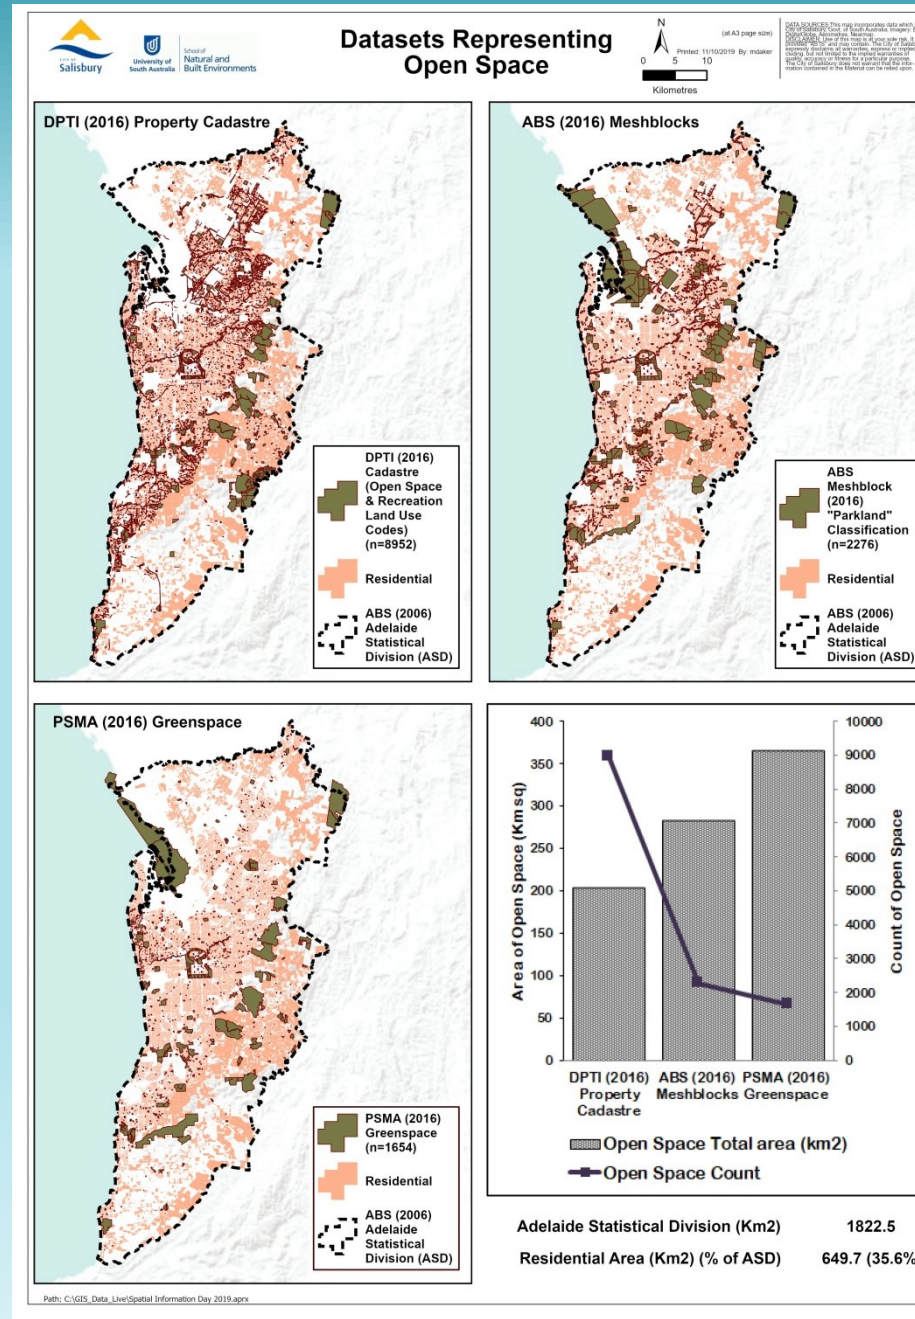 CITY OF
Salisbury
University of
South Australia
School of
Natural and
Built Environments
Datasets Representing
Open Space
N
(at A3 page size)
Printed: 11/10/2019 By: mdaker
0 5 10
Kilometres
DPTI (2016) Property Cadastre
DPTI (2016)
Cadastre
(Open Space
& Recreation
Land Use
Codes)
(n=8952)
Residential
ABS (2006)
Adelaide
Statistical
Division (ASD)
ABS (2016) Meshblocks
ABS
Meshblock
(2016)
"Parkland"
Classification
(n=2276)
Residential
ABS (2006)
Adelaide
Statistical
Division (ASD)
PSMA (2016) Greenspace
PSMA (2016)
Greenspace
(n=1654)
Residential
ABS (2006)
Adelaide
Statistical
Division (ASD)
Area of Open Space (Km sq)
400
350
300
250
200
150
100
50
0
10000
9000
8000
7000
6000
5000
4000
3000
2000
1000
0
Count of Open Space
DPTI (2016)
Property
Cadastre
ABS (2016)
Meshblocks
PSMA (2016)
Greenspace
Open Space Total area (km2)
Open Space Count
Adelaide Statistical Division (Km2) 1822.5
Residential Area (Km2) (% of ASD) 649.7 (35.6%
Path: C:\GIS_Data_Live\Spatial Information Day 2019.aprx